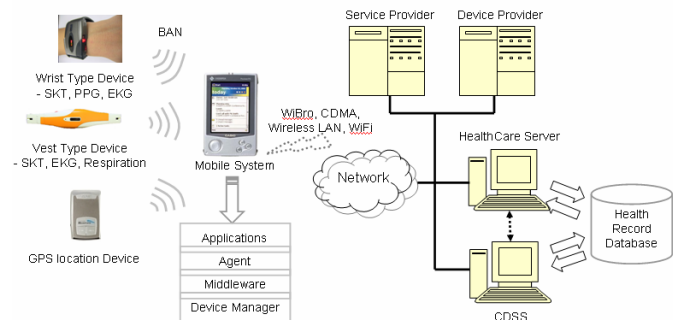 Service Provider
Device Provider
BAN
Wrist Type Device
- SKT, PPG, EKG
WiBro, CDMA,
Wireless LAN, WiFi
HealthCare Server
Vest Type Device
- SKT, EKG, Respiration
Mobile System
Network
Health
Record
Database
Applications
GPS location Device
Agent
Middleware
Device Manager
CDSS